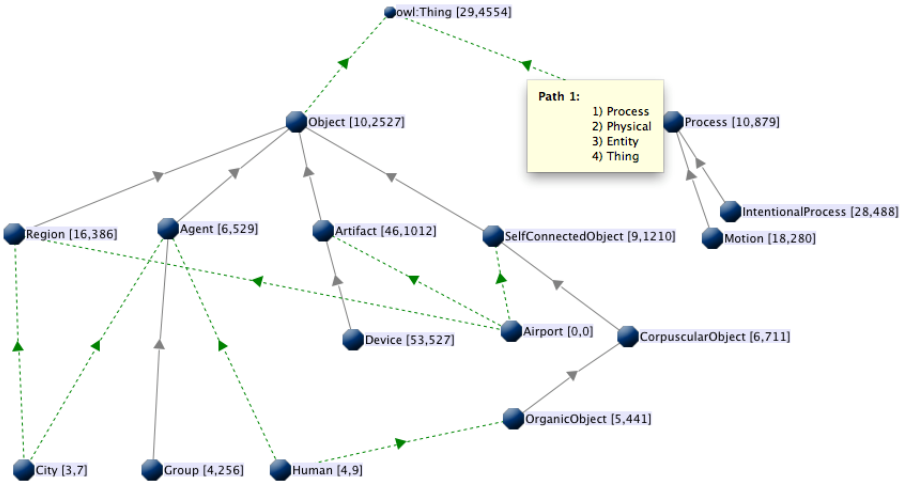 owl:Thing [29,4554]
Path 1:
1) Process
2) Physical
3) Entity
4) Thing
Object [10,2527]
Process [10,879]
IntentionalProcess [28,488]
Motion [18,280]
Region [16,386]
Agent [6,529]
Artifact [46,1012]
SelfConnectedObject [9,1210]
Device [53,527]
Airport [0,0]
CorpuscularObject [6,711]
OrganicObject [5,441]
City [3,7]
Group [4,256]
Human [4,9]